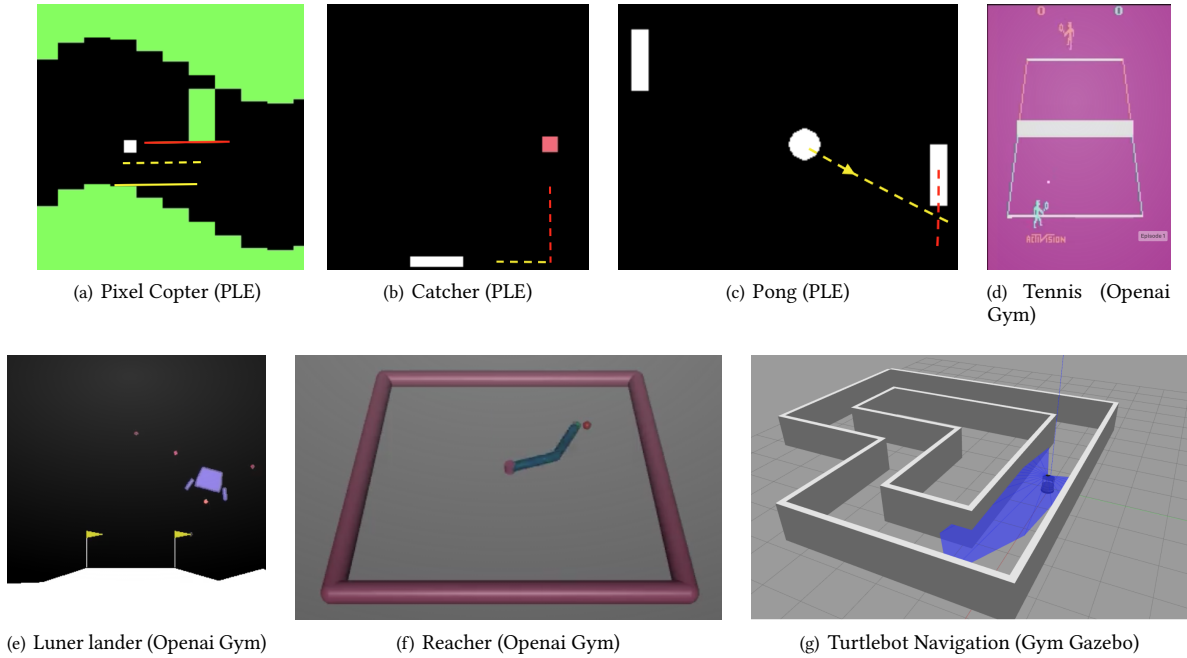 0 0
ACTIVISION
Episode 1
(a) Pixel Copter (PLE)
(b) Catcher (PLE)
(c) Pong (PLE)
(d) Tennis (Openai
Gym)
(e) Luner lander (Openai Gym)
(f) Reacher (Openai Gym)
(g) Turtlebot Navigation (Gym Gazebo)